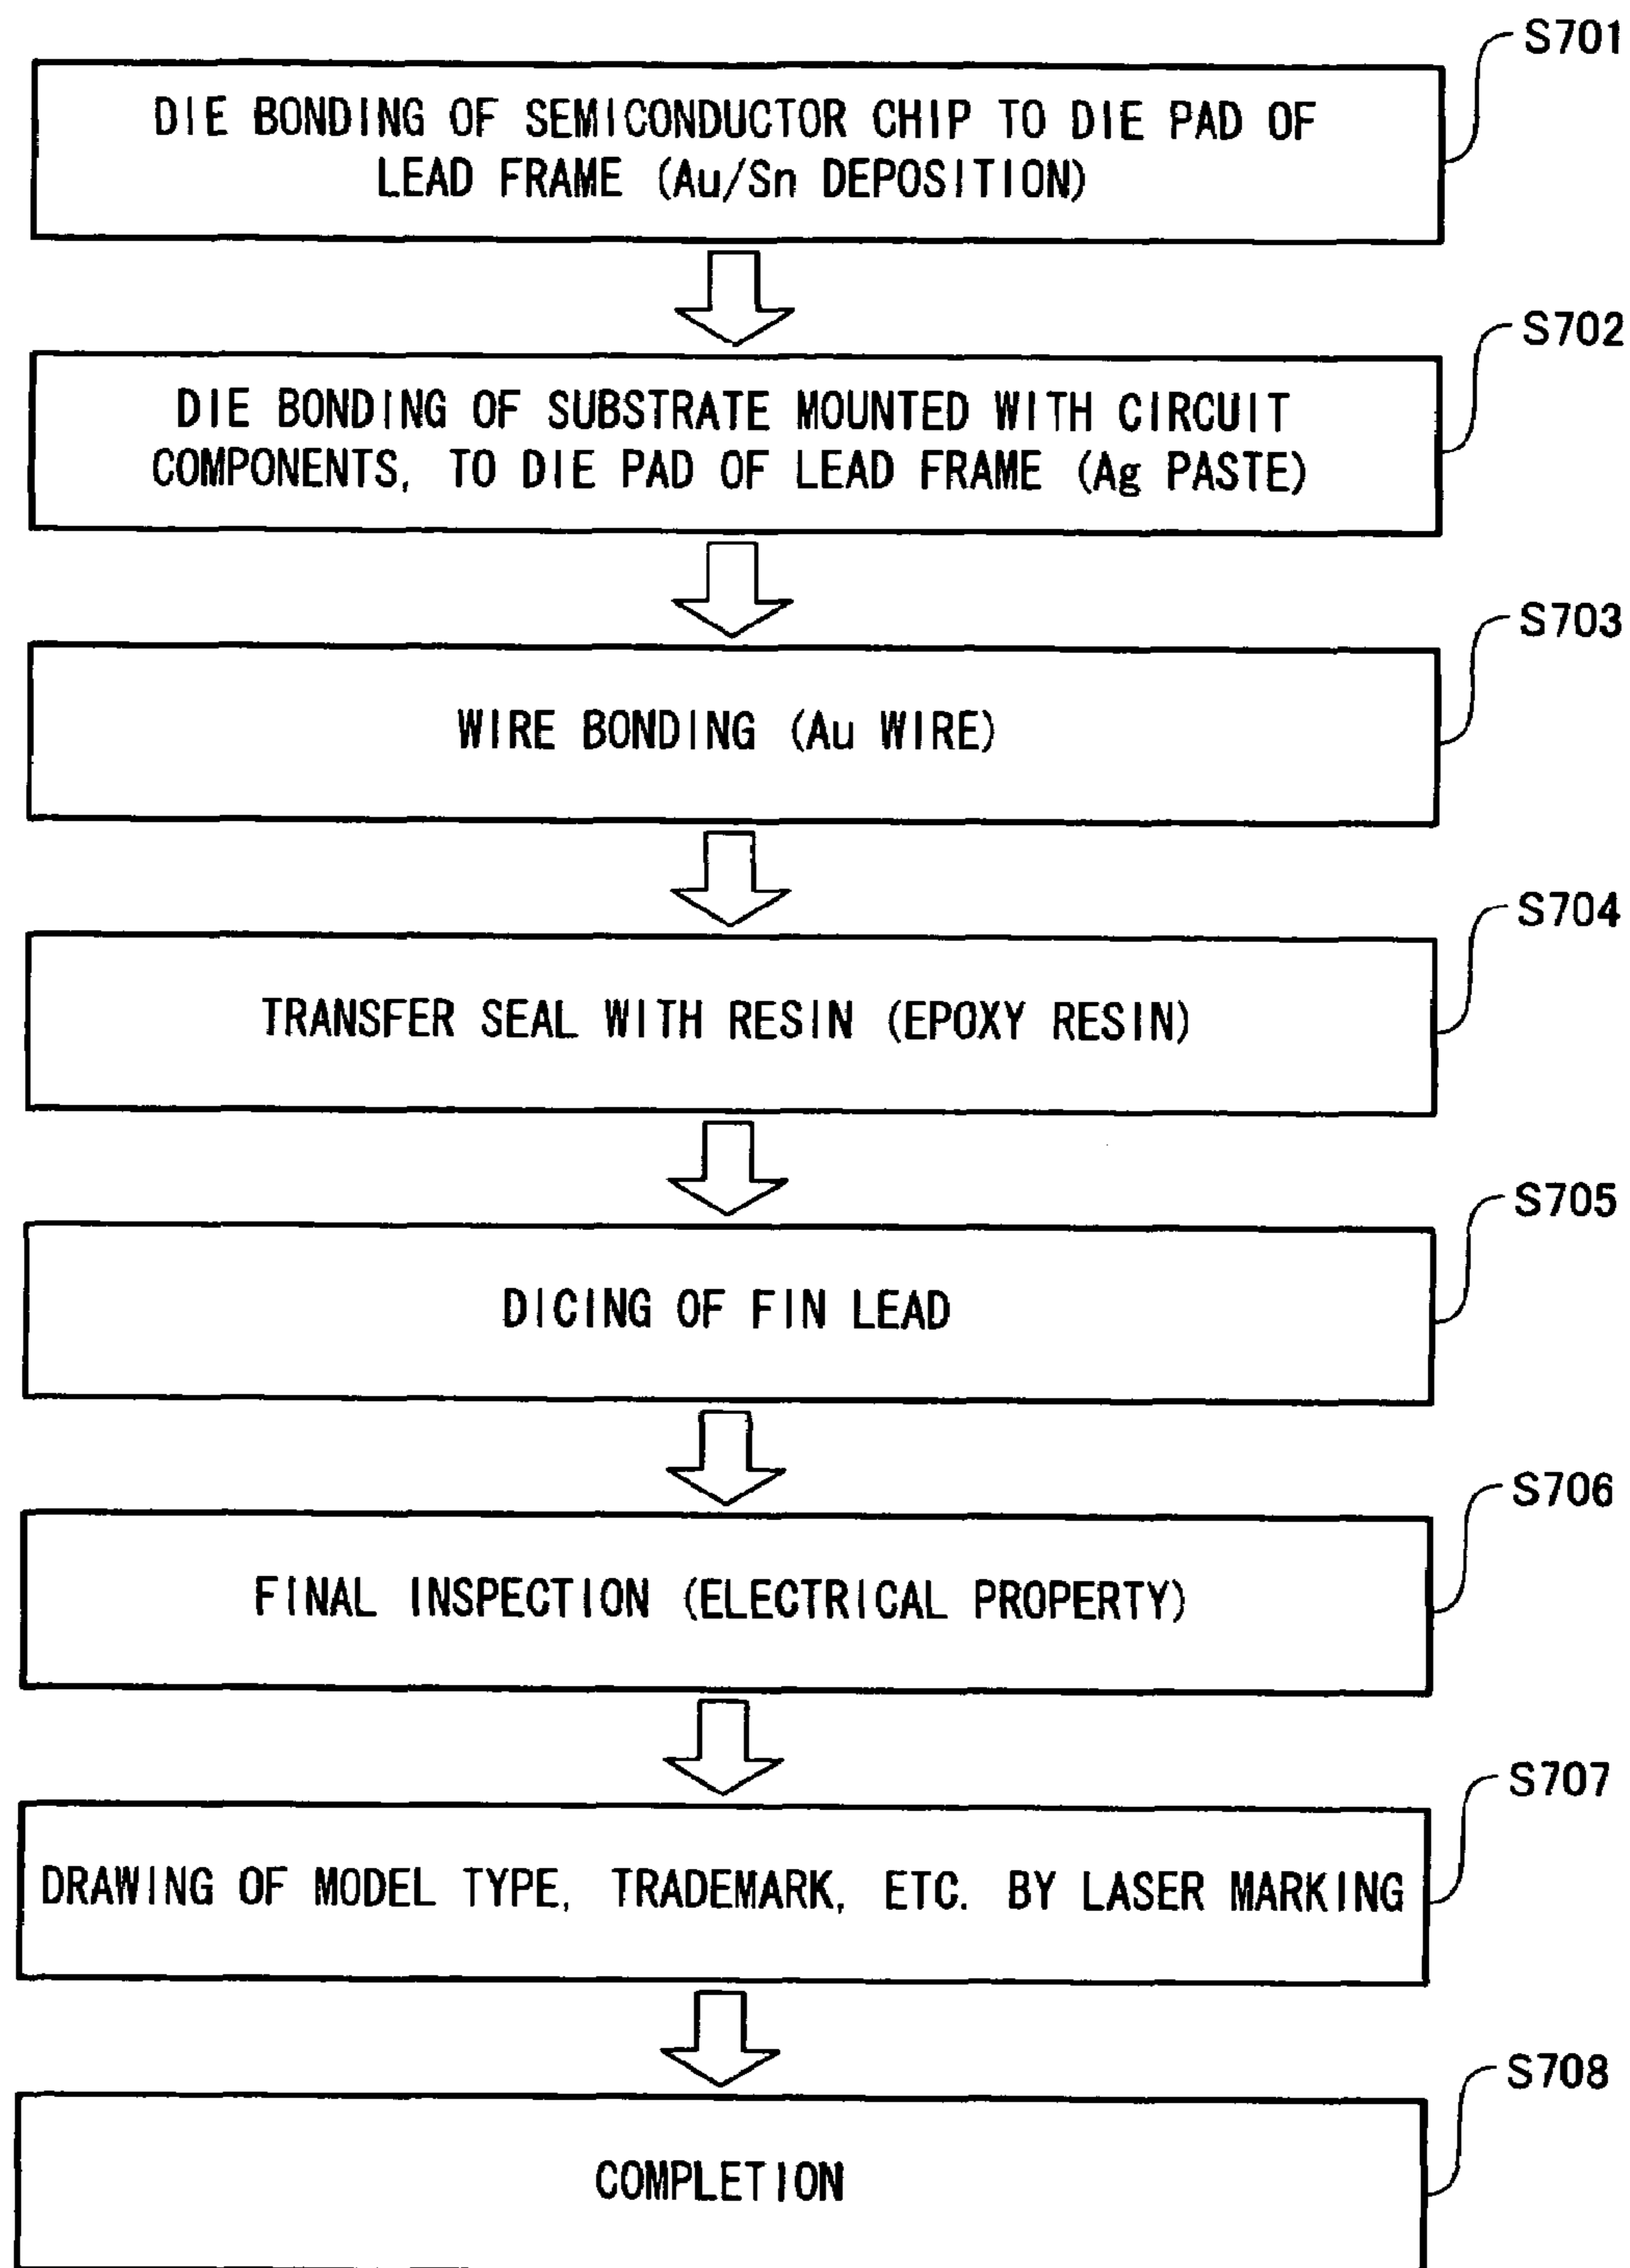 S701
DIE BONDING OF SEMICONDUCTOR CHIP TO DIE PAD OF
LEAD FRAME (Au/Sn DEPOSITION)
S702
DIE BONDING OF SUBSTRATE MOUNTED WITH CIRCUIT
COMPONENTS, TO DIE PAD OF LEAD FRAME (Ag PASTE)
S703
WIRE BONDING (Au WIRE)
S704
TRANSFER SEAL WITH RESIN (EPOXY RESIN)
S705
DICING OF FIN LEAD
S706
FINAL INSPECTION (ELECTRICAL PROPERTY)
S707
DRAWING OF MODEL TYPE, TRADEMARK, ETC. BY LASER MARKING
S708
COMPLETION